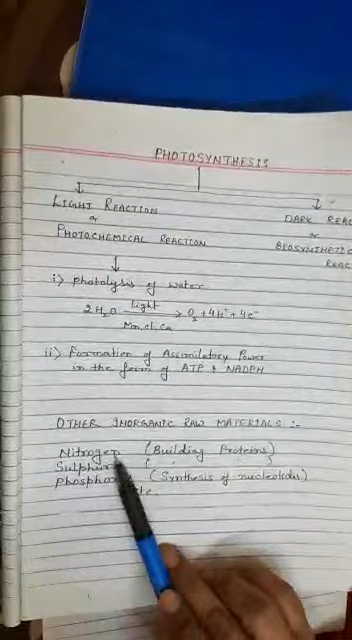 PHOTOSYNTHESIS
LIGHT REACTION
or
PHOTOCHEMICAL REACTION
DARK REAC
or
BIOSYNTHETIC
REAC
i) photolysis of water
2H₂O Light → O₂ + 4H⁺ + 4e⁻
Mn, Cl, Ca
ii) Formation of Assimilatory Power
in the form of ATP & NADPH
OTHER INORGANIC RAW MATERIALS :-
Nitrogen (Building Proteins)
Sulphur ( " " )
Phospho (Synthesis of nucleotides)
etc.